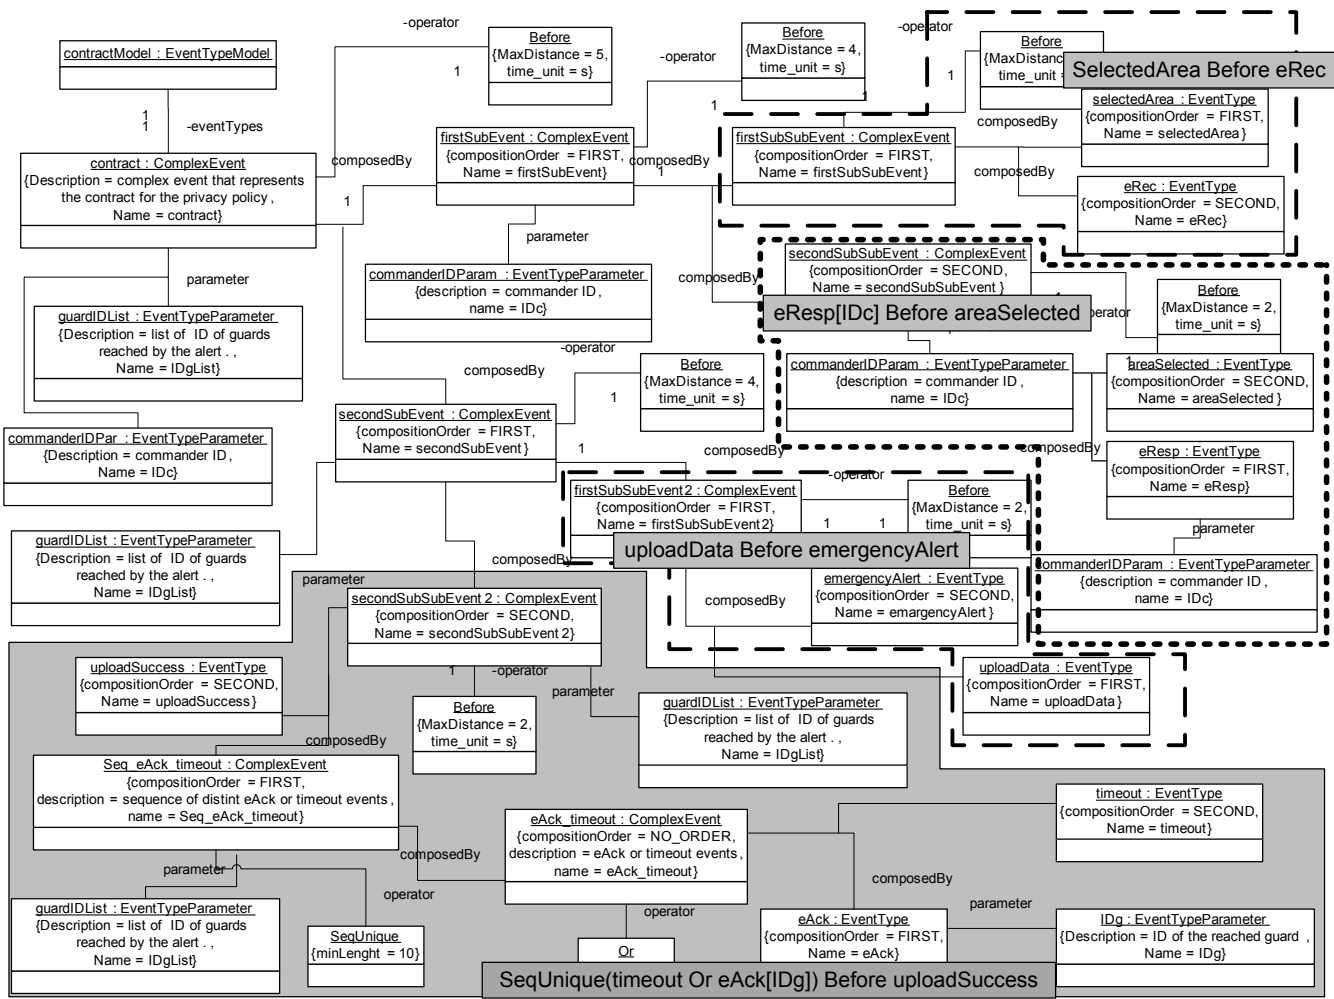 -operator
contractModel : EventTypeModel
1
1
-eventTypes
Before
{MaxDistance = 5,
time_unit = s}
1
-operator
Before
{MaxDistance = 4,
time_unit = s}
1
-operator
Before
{MaxDistanc
time_unit =
1
1
SelectedArea Before eRec
selectedArea : EventType
{compositionOrder = FIRST,
Name = selectedArea}
composedBy
contract : ComplexEvent
{Description = complex event that represents
the contract for the privacy policy ,
Name = contract}
composedBy
1
firstSubEvent : ComplexEvent
{compositionOrder = FIRST,
Name = firstSubEvent}
composedBy
1
firstSubSubEvent : ComplexEvent
{compositionOrder = FIRST,
Name = firstSubSubEvent}
composedBy
eRec : EventType
{compositionOrder = SECOND,
Name = eRec}
parameter
parameter
commanderIDParam : EventTypeParameter
{description = commander ID ,
name = IDc}
composedBy
secondSubSubEvent : ComplexEvent
{compositionOrder = SECOND,
Name = secondSubSubEvent }
eResp[IDc] Before areaSelected
perator
Before
{MaxDistance = 2,
time_unit = s}
guardIDList : EventTypeParameter
{Description = list of ID of guards
reached by the alert . ,
Name = IDgList}
-operator
composedBy
Before
{MaxDistance = 4,
time_unit = s}
1
commanderIDParam : EventTypeParameter
{description = commander ID ,
name = IDc}
1
areaSelected : EventType
{compositionOrder = SECOND,
Name = areaSelected }
commanderIDPar : EventTypeParameter
{Description = commander ID ,
Name = IDc}
secondSubEvent : ComplexEvent
{compositionOrder = FIRST,
Name = secondSubEvent }
1
composedBy
composedBy
eResp : EventType
{compositionOrder = FIRST,
Name = eResp}
parameter
firstSubSubEvent2 : ComplexEvent
{compositionOrder = FIRST,
Name = firstSubSubEvent2}
-operator
1
1
Before
{MaxDistance = 2,
time_unit = s}
uploadData Before emergencyAlert
guardIDList : EventTypeParameter
{Description = list of ID of guards
reached by the alert . ,
Name = IDgList}
composedBy
parameter
composedBy
emergencyAlert : EventType
{compositionOrder = SECOND,
Name = emargencyAlert }
commanderIDParam : EventTypeParameter
{description = commander ID ,
name = IDc}
secondSubSubEvent 2 : ComplexEvent
{compositionOrder = SECOND,
Name = secondSubSubEvent 2}
uploadSuccess : EventType
{compositionOrder = SECOND,
Name = uploadSuccess}
1
-operator
parameter
Before
{MaxDistance = 2,
time_unit = s}
guardIDList : EventTypeParameter
{Description = list of ID of guards
reached by the alert . ,
Name = IDgList}
uploadData : EventType
{compositionOrder = FIRST,
Name = uploadData}
composedBy
Seq_eAck_timeout : ComplexEvent
{compositionOrder = FIRST,
description = sequence of distint eAck or timeout events ,
name = Seq_eAck_timeout}
composedBy
eAck_timeout : ComplexEvent
{compositionOrder = NO_ORDER,
description = eAck or timeout events ,
name = eAck_timeout}
timeout : EventType
{compositionOrder = SECOND,
Name = timeout}
composedBy
parameter
operator
operator
parameter
guardIDList : EventTypeParameter
{Description = list of ID of guards
reached by the alert . ,
Name = IDgList}
SeqUnique
{minLenght = 10}
Or
eAck : EventType
{compositionOrder = FIRST,
Name = eAck}
IDg : EventTypeParameter
{Description = ID of the reached guard ,
Name = IDg}
SeqUnique(timeout Or eAck[IDg]) Before uploadSuccess